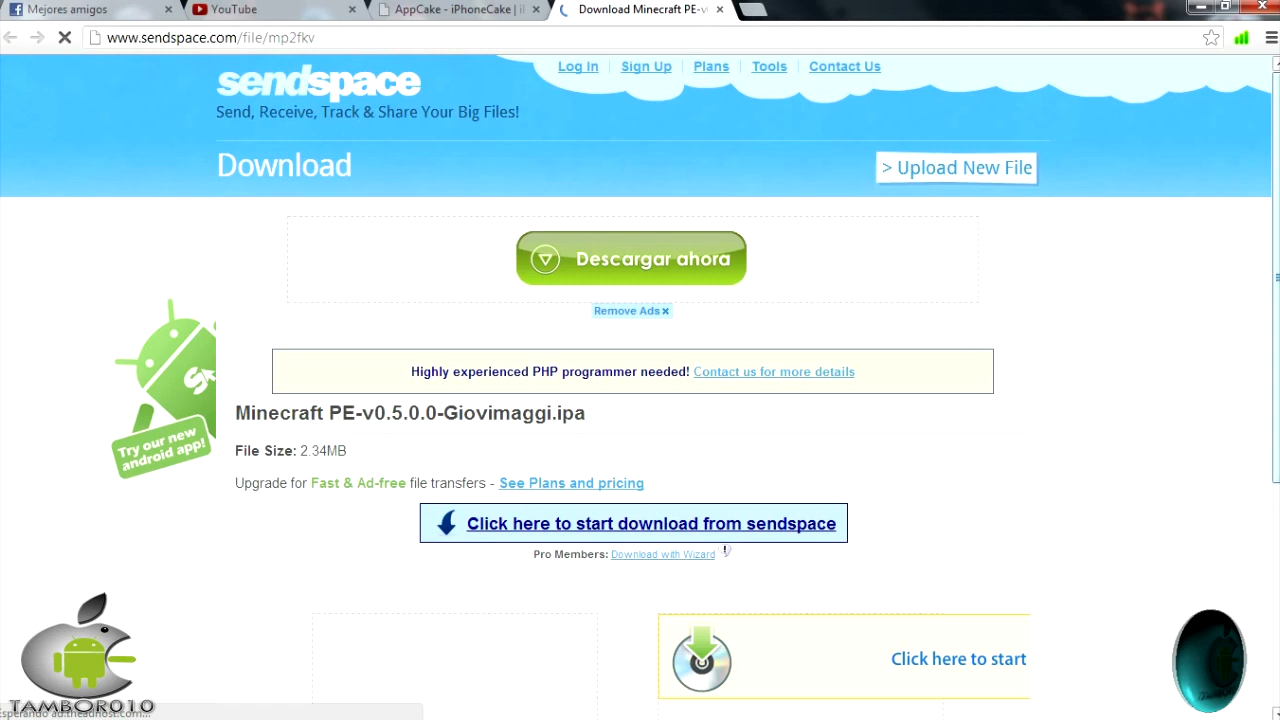 Mejores amigos
YouTube
AppCake - iPhoneCake | i
Download Minecraft PE-v
www.sendspace.com/file/mp2fkv
sendspace
Log In
Sign Up
Plans
Tools
Contact Us
Send, Receive, Track & Share Your Big Files!
Download
> Upload New File
Descargar ahora
Remove Ads x
Highly experienced PHP programmer needed! Contact us for more details
Minecraft PE-v0.5.0.0-Giovimaggi.ipa
Try our new
android app!
File Size: 2.34MB
Upgrade for Fast & Ad-free file transfers - See Plans and pricing
Click here to start download from sendspace
Pro Members: Download with Wizard
Click here to start
TAMBOR010